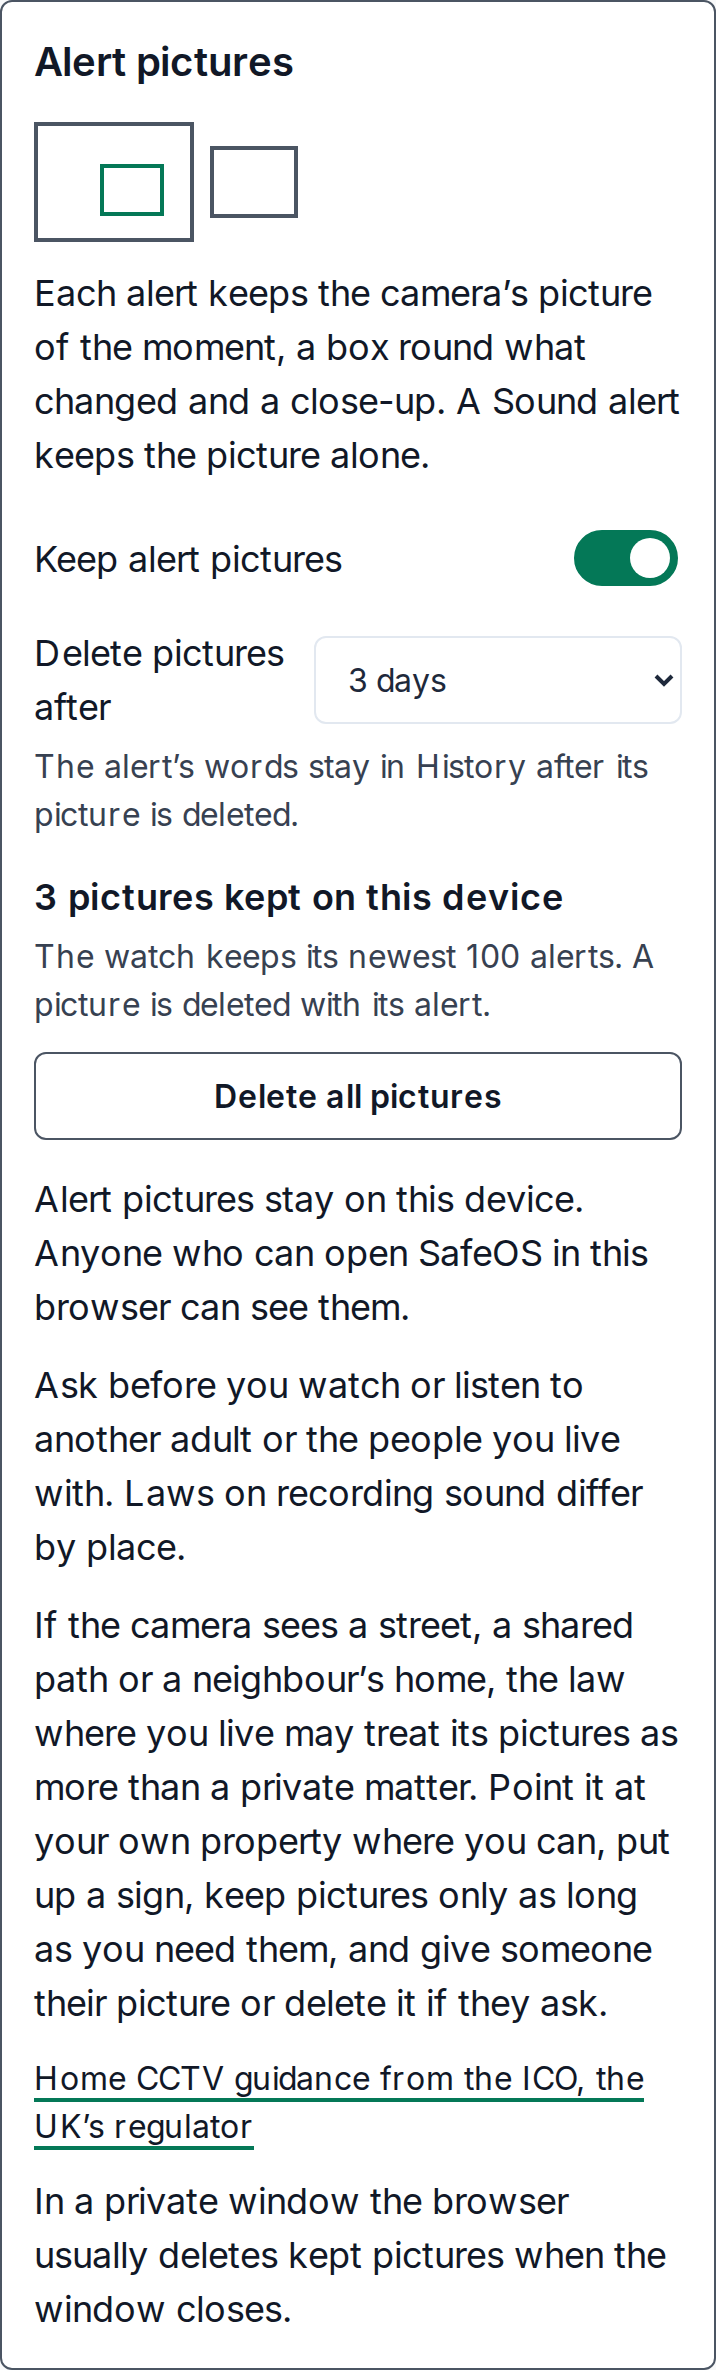 Alert pictures
Each alert keeps the camera’s picture
of the moment, a box round what
changed and a close-up. A Sound alert
keeps the picture alone.
Keep alert pictures
Delete pictures
after
3 days
The alert’s words stay in History after its
picture is deleted.
3 pictures kept on this device
The watch keeps its newest 100 alerts. A
picture is deleted with its alert.
Delete all pictures
Alert pictures stay on this device.
Anyone who can open SafeOS in this
browser can see them.
Ask before you watch or listen to
another adult or the people you live
with. Laws on recording sound differ
by place.
If the camera sees a street, a shared
path or a neighbour’s home, the law
where you live may treat its pictures as
more than a private matter. Point it at
your own property where you can, put
up a sign, keep pictures only as long
as you need them, and give someone
their picture or delete it if they ask.
Home CCTV guidance from the ICO, the
UK’s regulator
In a private window the browser
usually deletes kept pictures when the
window closes.